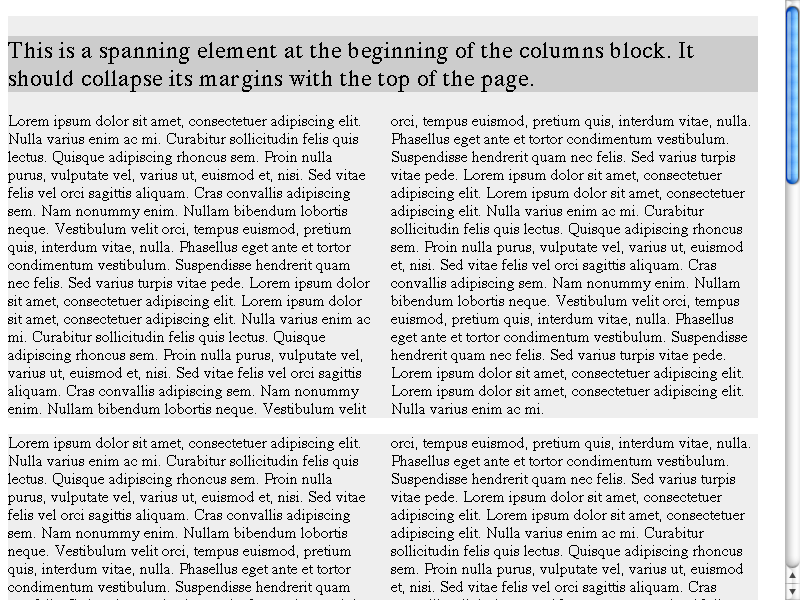 This is a spanning element at the beginning of the columns block. It
should collapse its margins with the top of the page.
Lorem ipsum dolor sit amet, consectetuer adipiscing elit.
Nulla varius enim ac mi. Curabitur sollicitudin felis quis
lectus. Quisque adipiscing rhoncus sem. Proin nulla
purus, vulputate vel, varius ut, euismod et, nisi. Sed vitae
felis vel orci sagittis aliquam. Cras convallis adipiscing
sem. Nam nonummy enim. Nullam bibendum lobortis
neque. Vestibulum velit orci, tempus euismod, pretium
quis, interdum vitae, nulla. Phasellus eget ante et tortor
condimentum vestibulum. Suspendisse hendrerit quam
nec felis. Sed varius turpis vitae pede. Lorem ipsum dolor
sit amet, consectetuer adipiscing elit. Lorem ipsum dolor
sit amet, consectetuer adipiscing elit. Nulla varius enim ac
mi. Curabitur sollicitudin felis quis lectus. Quisque
adipiscing rhoncus sem. Proin nulla purus, vulputate vel,
varius ut, euismod et, nisi. Sed vitae felis vel orci sagittis
aliquam. Cras convallis adipiscing sem. Nam nonummy
enim. Nullam bibendum lobortis neque. Vestibulum velit
orci, tempus euismod, pretium quis, interdum vitae, nulla.
Phasellus eget ante et tortor condimentum vestibulum.
Suspendisse hendrerit quam nec felis. Sed varius turpis
vitae pede. Lorem ipsum dolor sit amet, consectetuer
adipiscing elit. Lorem ipsum dolor sit amet, consectetuer
adipiscing elit. Nulla varius enim ac mi. Curabitur
sollicitudin felis quis lectus. Quisque adipiscing rhoncus
sem. Proin nulla purus, vulputate vel, varius ut, euismod
et, nisi. Sed vitae felis vel orci sagittis aliquam. Cras
convallis adipiscing sem. Nam nonummy enim. Nullam
bibendum lobortis neque. Vestibulum velit orci, tempus
euismod, pretium quis, interdum vitae, nulla. Phasellus
eget ante et tortor condimentum vestibulum. Suspendisse
hendrerit quam nec felis. Sed varius turpis vitae pede.
Lorem ipsum dolor sit amet, consectetuer adipiscing elit.
Lorem ipsum dolor sit amet, consectetuer adipiscing elit.
Nulla varius enim ac mi.
Lorem ipsum dolor sit amet, consectetuer adipiscing elit.
Nulla varius enim ac mi. Curabitur sollicitudin felis quis
lectus. Quisque adipiscing rhoncus sem. Proin nulla
purus, vulputate vel, varius ut, euismod et, nisi. Sed vitae
felis vel orci sagittis aliquam. Cras convallis adipiscing
sem. Nam nonummy enim. Nullam bibendum lobortis
neque. Vestibulum velit orci, tempus euismod, pretium
quis, interdum vitae, nulla. Phasellus eget ante et tortor
condimentum vestibulum. Suspendisse hendrerit quam
orci, tempus euismod, pretium quis, interdum vitae, nulla.
Phasellus eget ante et tortor condimentum vestibulum.
Suspendisse hendrerit quam nec felis. Sed varius turpis
vitae pede. Lorem ipsum dolor sit amet, consectetuer
adipiscing elit. Lorem ipsum dolor sit amet, consectetuer
adipiscing elit. Nulla varius enim ac mi. Curabitur
sollicitudin felis quis lectus. Quisque adipiscing rhoncus
sem. Proin nulla purus, vulputate vel, varius ut, euismod
et, nisi. Sed vitae felis vel orci sagittis aliquam. Cras